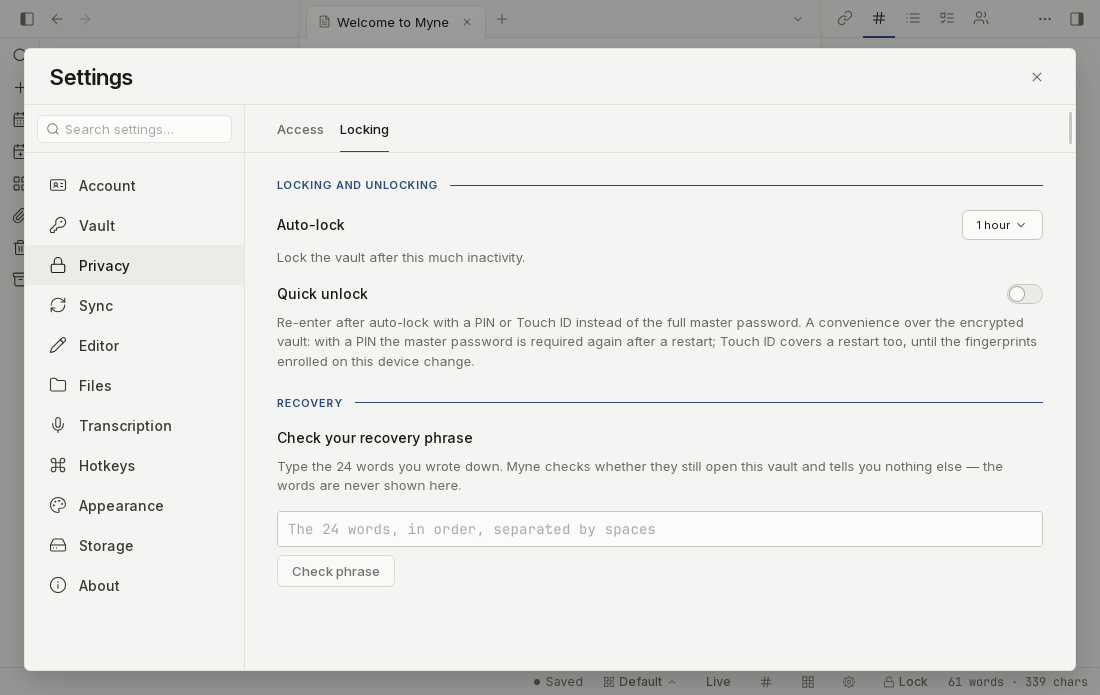 Welcome to Myne
Settings
Search settings…
Account
Vault
Privacy
Sync
Editor
Files
Transcription
Hotkeys
Appearance
Storage
About
Access
Locking
LOCKING AND UNLOCKING
Auto-lock
1 hour
Lock the vault after this much inactivity.
Quick unlock
Re-enter after auto-lock with a PIN or Touch ID instead of the full master password. A convenience over the encrypted
vault: with a PIN the master password is required again after a restart; Touch ID covers a restart too, until the fingerprints
enrolled on this device change.
RECOVERY
Check your recovery phrase
Type the 24 words you wrote down. Myne checks whether they still open this vault and tells you nothing else — the
words are never shown here.
The 24 words, in order, separated by spaces
Check phrase
Saved
Default
Live
Lock
61 words · 339 chars